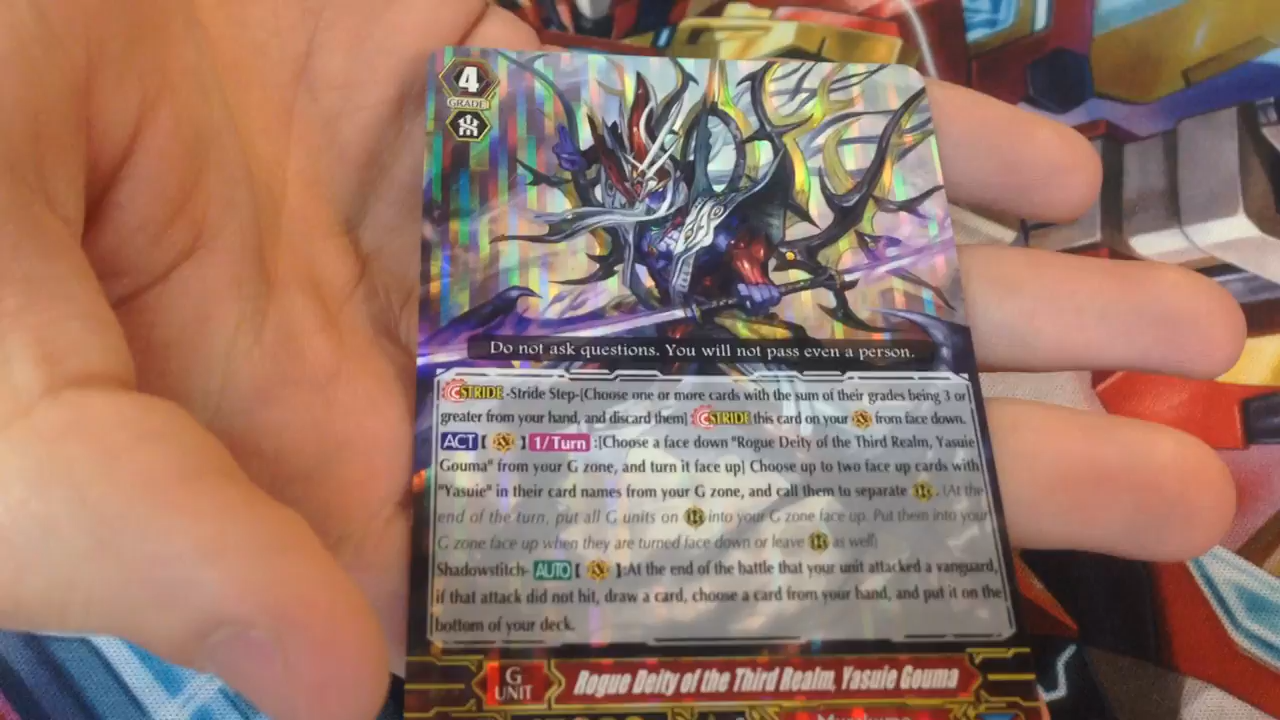 4
GRADE
Do not ask questions. You will not pass even a person.
STRIDE -Stride Step-[Choose one or more cards with the sum of their grades being 3 or
greater from your hand, and discard them] STRIDE this card on your from face down.
ACT [ ] 1/Turn :[Choose a face down "Rogue Deity of the Third Realm, Yasuie
Gouma" from your G zone, and turn it face up] Choose up to two face up cards with
"Yasuie" in their card names from your G zone, and call them to separate . (At the
end of the turn, put all G units on into your G zone face up. Put them into your
G zone face up when they are turned face down or leave as well)
Shadowstitch- AUTO [ ]:At the end of the battle that your unit attacked a vanguard,
if that attack did not hit, draw a card, choose a card from your hand, and put it on the
bottom of your deck.
G
UNIT
Rogue Deity of the Third Realm, Yasuie Gouma